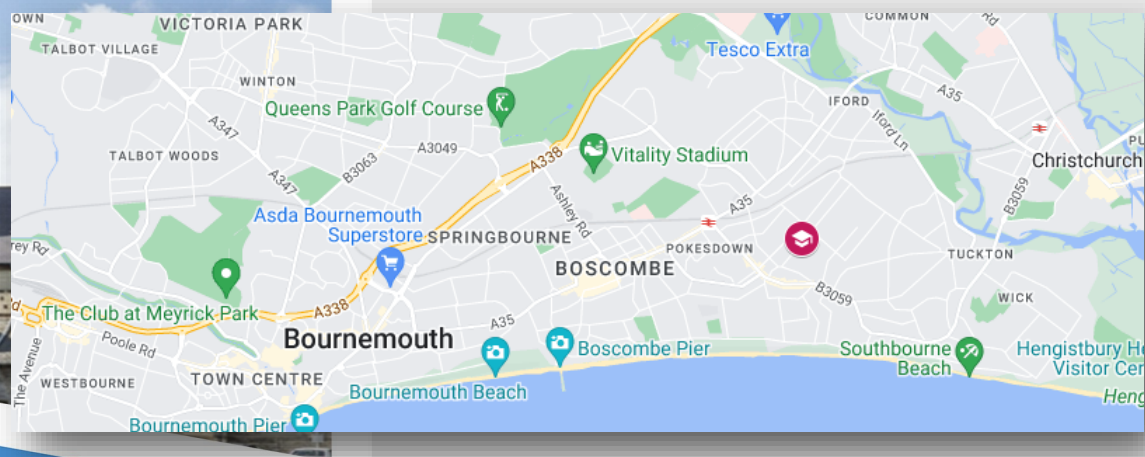 OWN
VICTORIA PARK
COMMON
Rd
TALBOT VILLAGE
Tesco Extra
WINTON
A35
IFORD
Queens Park Golf Course
Iford Ln
A347
A3049
TALBOT WOODS
B3063
A338
Vitality Stadium
PU
Christchurch
A347
Ashley Rd
A35
B3059
Asda Bournemouth
Superstore
SPRINGBOURNE
POKESDOWN
rey Rd
BOSCOMBE
TUCKTON
B3059
WICK
The Club at Meyrick Park
A338
A35
Bournemouth
Poole Rd
Boscombe Pier
Southbourne
Beach
Hengistbury He
Visitor Cen
The Avenue
WESTBOURNE
TOWN CENTRE
Bournemouth Beach
Heng
Bournemouth Pier